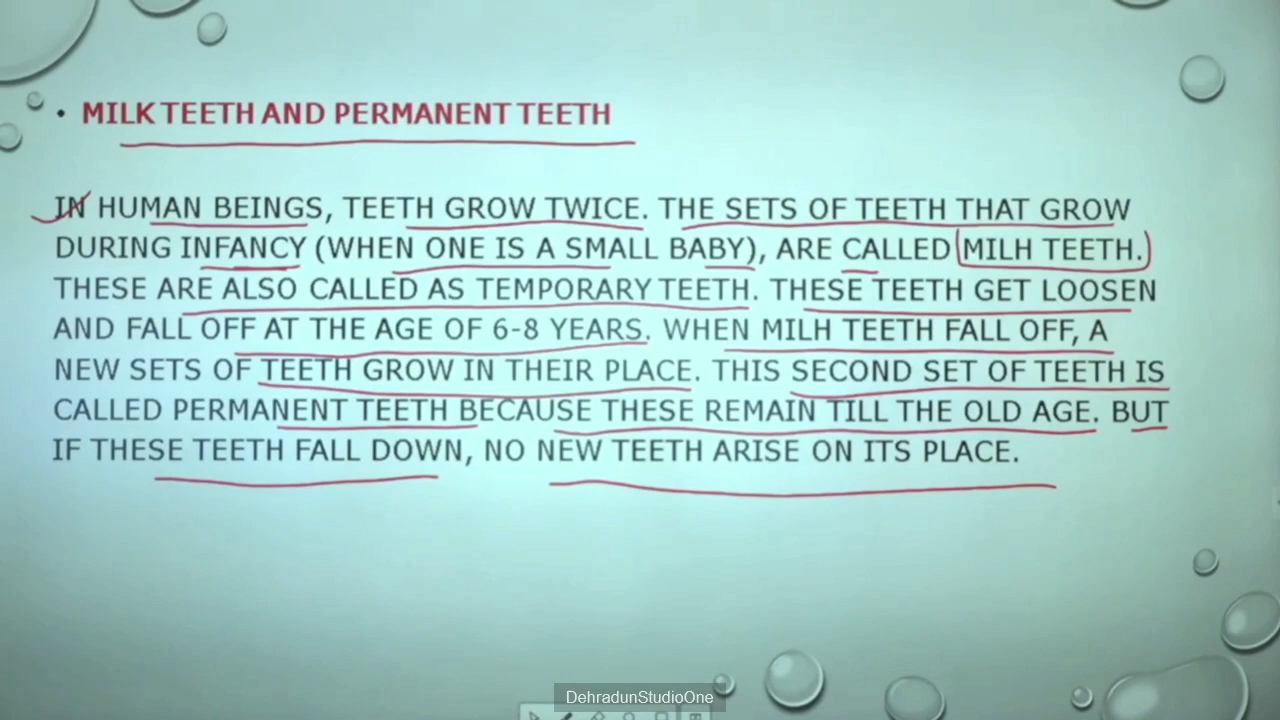 • MILK TEETH AND PERMANENT TEETH
IN HUMAN BEINGS, TEETH GROW TWICE. THE SETS OF TEETH THAT GROW
DURING INFANCY (WHEN ONE IS A SMALL BABY), ARE CALLED MILH TEETH.
THESE ARE ALSO CALLED AS TEMPORARY TEETH. THESE TEETH GET LOOSEN
AND FALL OFF AT THE AGE OF 6-8 YEARS. WHEN MILH TEETH FALL OFF, A
NEW SETS OF TEETH GROW IN THEIR PLACE. THIS SECOND SET OF TEETH IS
CALLED PERMANENT TEETH BECAUSE THESE REMAIN TILL THE OLD AGE. BUT
IF THESE TEETH FALL DOWN, NO NEW TEETH ARISE ON ITS PLACE.
DehradunStudioOne